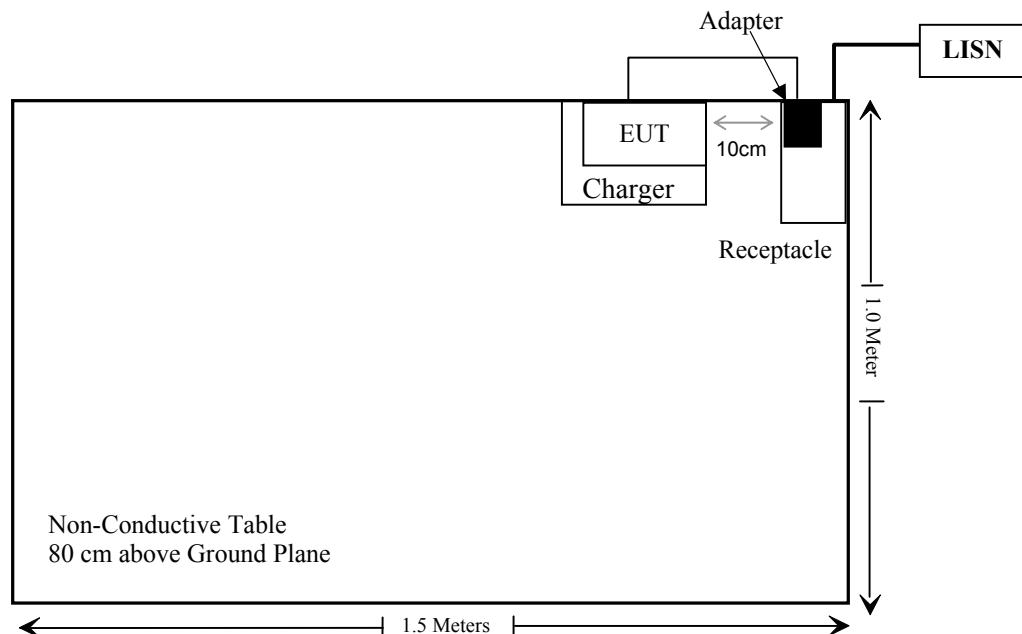 Adapter
LISN
EUT
10cm
Charger
Receptacle
1.0 Meter
Non-Conductive Table
80 cm above Ground Plane
1.5 Meters